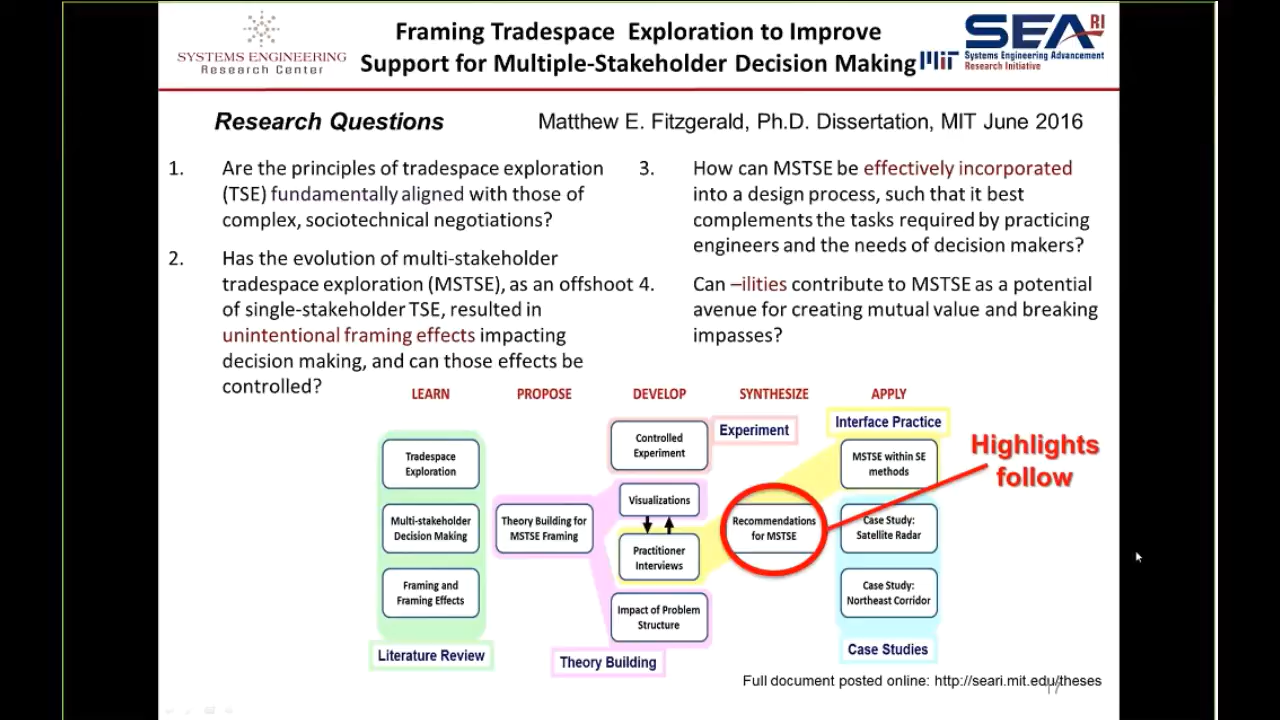 SYSTEMS ENGINEERING
Research Center
Framing Tradespace Exploration to Improve
Support for Multiple-Stakeholder Decision Making
MIT
SEARI
Systems Engineering Advancement
Research Initiative
Research Questions
Matthew E. Fitzgerald, Ph.D. Dissertation, MIT June 2016
1. Are the principles of tradespace exploration
(TSE) fundamentally aligned with those of
complex, sociotechnical negotiations?
2. Has the evolution of multi-stakeholder
tradespace exploration (MSTSE), as an offshoot
of single-stakeholder TSE, resulted in
unintentional framing effects impacting
decision making, and can those effects be
controlled?
3. How can MSTSE be effectively incorporated
into a design process, such that it best
complements the tasks required by practicing
engineers and the needs of decision makers?
4. Can –ilities contribute to MSTSE as a potential
avenue for creating mutual value and breaking
impasses?
LEARN
PROPOSE
DEVELOP
SYNTHESIZE
APPLY
Tradespace
Exploration
Multi-stakeholder
Decision Making
Framing and
Framing Effects
Literature Review
Theory Building for
MSTSE Framing
Theory Building
Controlled
Experiment
Experiment
Visualizations
Practitioner
Interviews
Impact of Problem
Structure
Recommendations
for MSTSE
Interface Practice
MSTSE within SE
methods
Case Study:
Satellite Radar
Case Study:
Northeast Corridor
Case Studies
Highlights
follow
Full document posted online: http://seari.mit.edu/theses
17